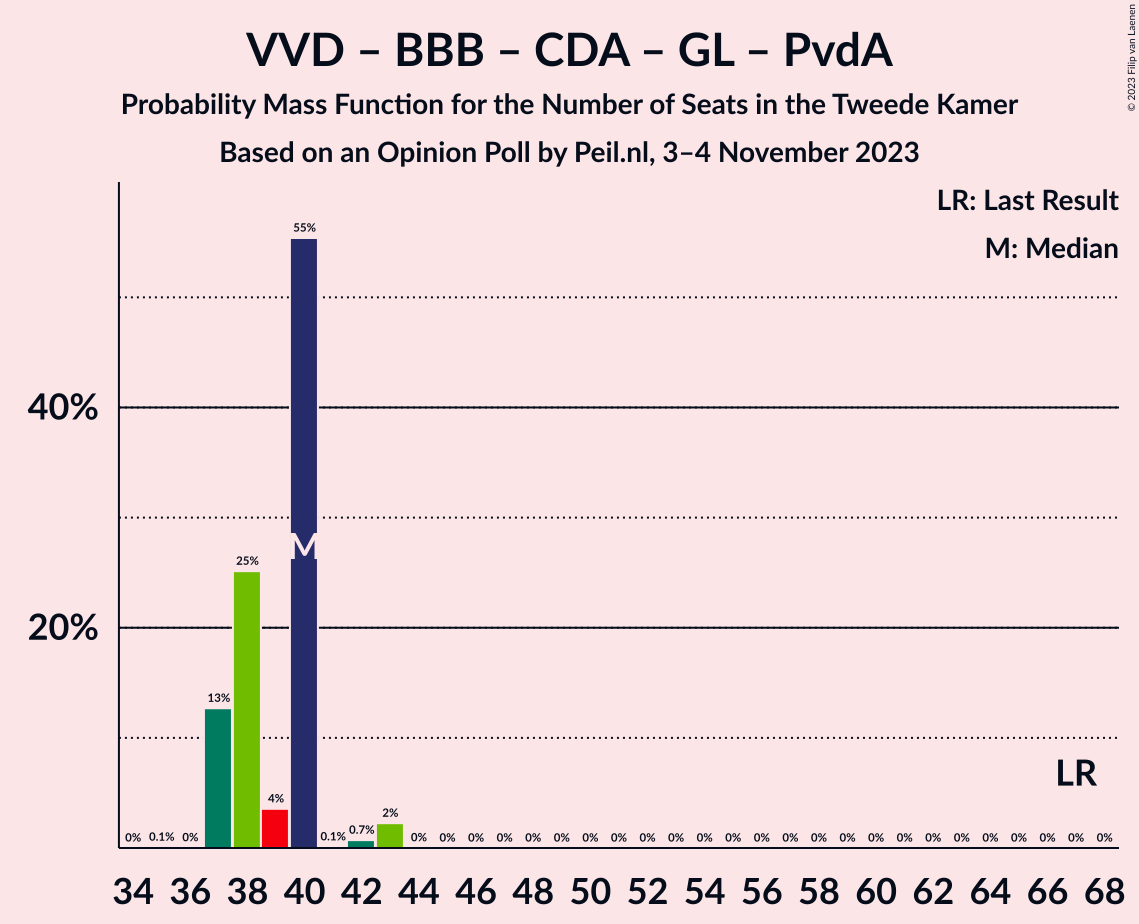 VVD – BBB – CDA – GL – PvdA
Probability Mass Function for the Number of Seats in the Tweede Kamer
Based on an Opinion Poll by Peil.nl, 3–4 November 2023
© 2023 Filip van Laenen
LR: Last Result
M: Median
55%
40%
M
25%
20%
13%
LR
4%
2%
0% 0.1% 0% 0.1% 0.7% 0% 0% 0% 0% 0% 0% 0% 0% 0% 0% 0% 0% 0% 0% 0% 0% 0% 0% 0% 0% 0% 0% 0% 0% 0%
34 36 38 40 42 44 46 48 50 52 54 56 58 60 62 64 66 68